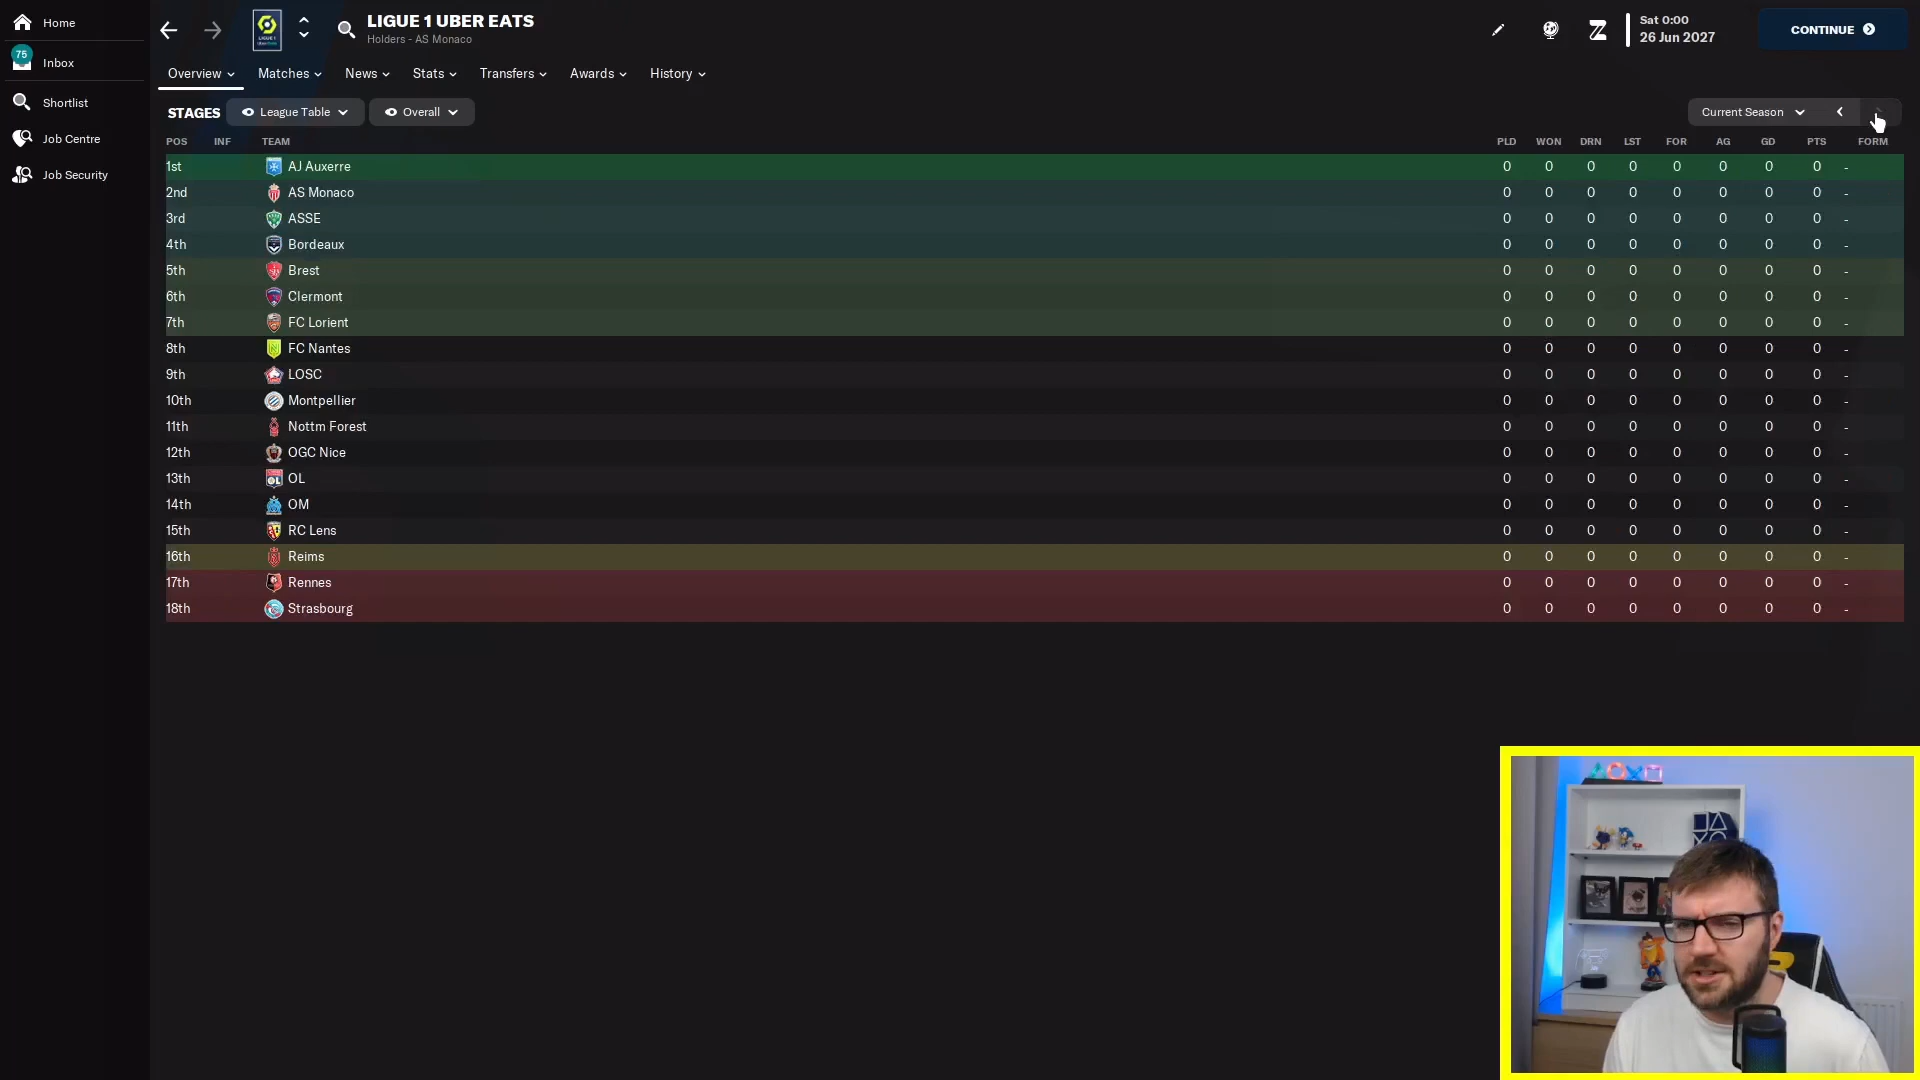 Home
75
Inbox
Shortlist
Job Centre
Job Security
LIGUE 1 UBER EATS
Holders - AS Monaco
Sat 0:00
26 Jun 2027
CONTINUE
Overview Matches News Stats Transfers Awards History
STAGES League Table Overall Current Season
POS INF TEAM PLD WON DRN LST FOR AG GD PTS FORM
1st AJ Auxerre 0 0 0 0 0 0 0 0 -
2nd AS Monaco 0 0 0 0 0 0 0 0 -
3rd ASSE 0 0 0 0 0 0 0 0 -
4th Bordeaux 0 0 0 0 0 0 0 0 -
5th Brest 0 0 0 0 0 0 0 0 -
6th Clermont 0 0 0 0 0 0 0 0 -
7th FC Lorient 0 0 0 0 0 0 0 0 -
8th FC Nantes 0 0 0 0 0 0 0 0 -
9th LOSC 0 0 0 0 0 0 0 0 -
10th Montpellier 0 0 0 0 0 0 0 0 -
11th Nottm Forest 0 0 0 0 0 0 0 0 -
12th OGC Nice 0 0 0 0 0 0 0 0 -
13th OL 0 0 0 0 0 0 0 0 -
14th OM 0 0 0 0 0 0 0 0 -
15th RC Lens 0 0 0 0 0 0 0 0 -
16th Reims 0 0 0 0 0 0 0 0 -
17th Rennes 0 0 0 0 0 0 0 0 -
18th Strasbourg 0 0 0 0 0 0 0 0 -